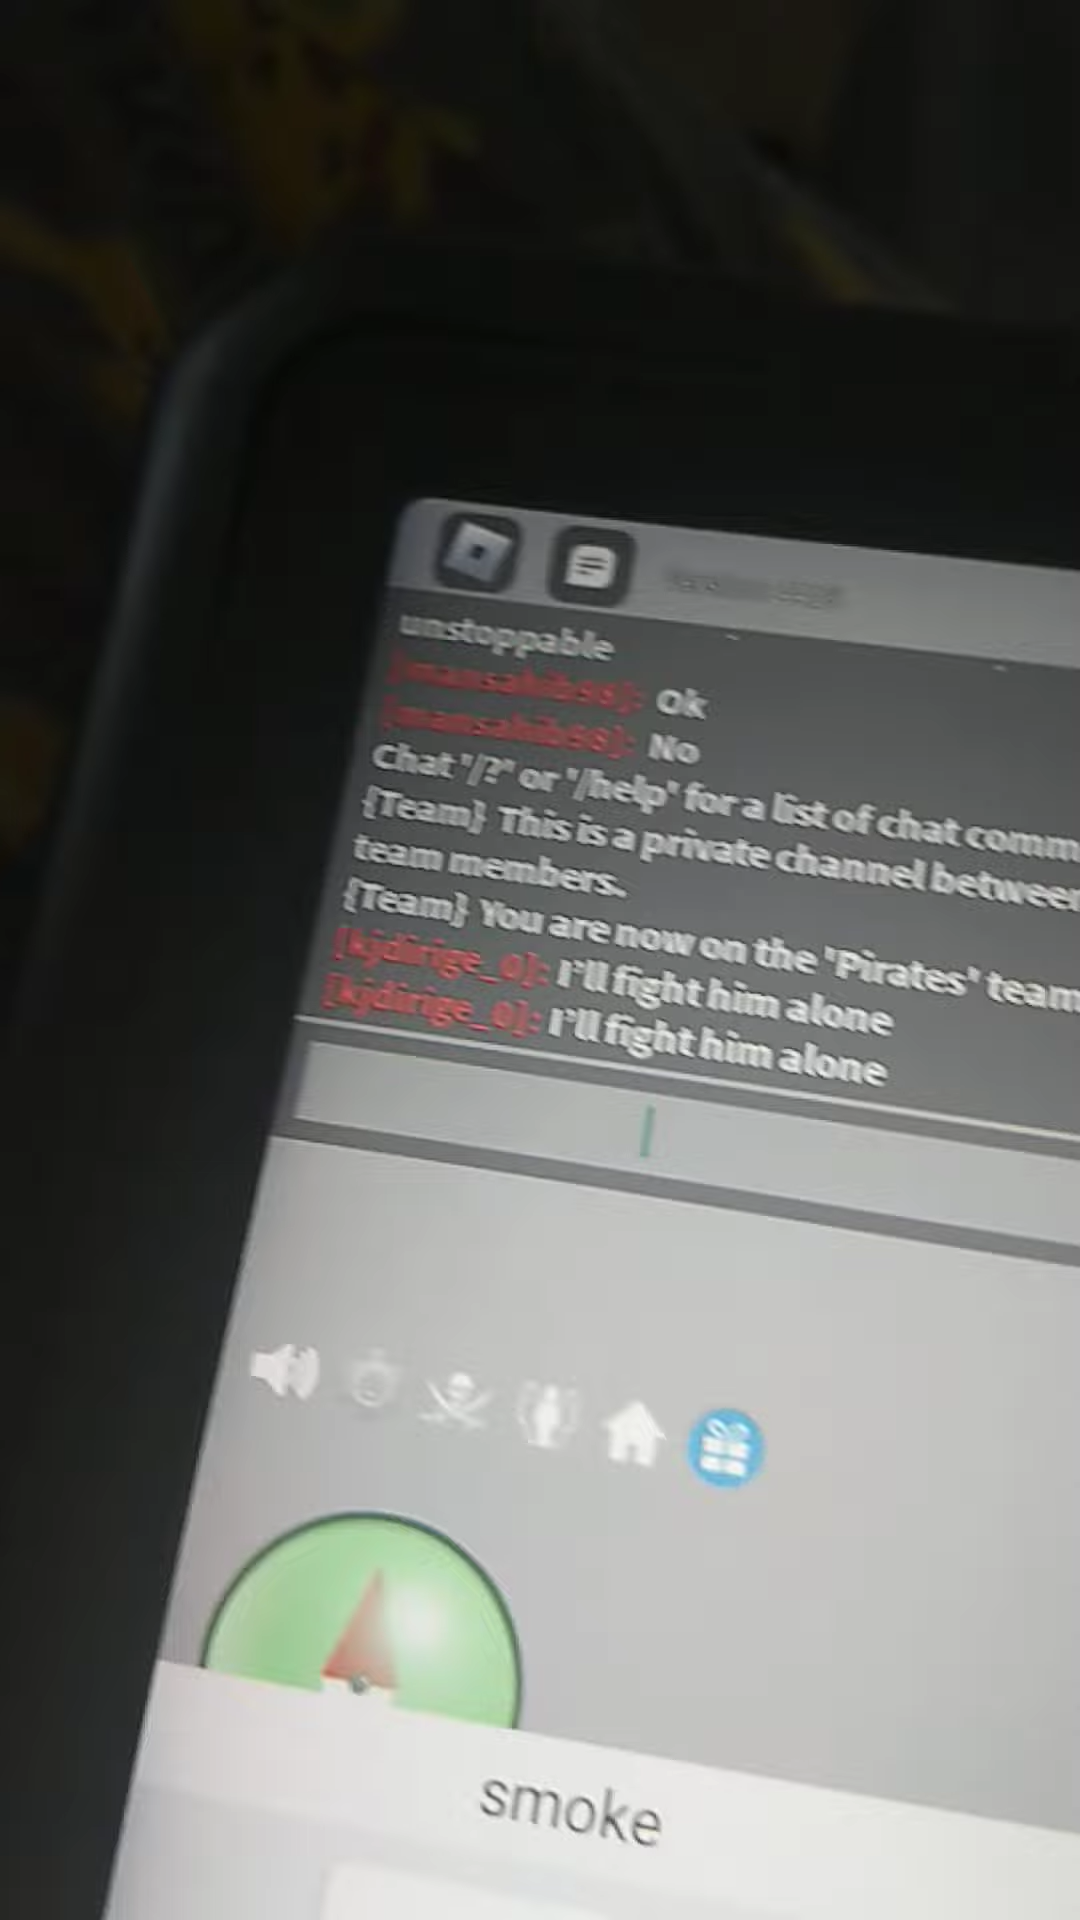 unstoppable
Ok
No
Chat '/?' or '/help' for a list of chat comm
{Team} This is a private channel between
team members.
{Team} You are now on the 'Pirates' team
[kjdirige_0]: I'll fight him alone
[kjdirige_0]: I'll fight him alone
smoke